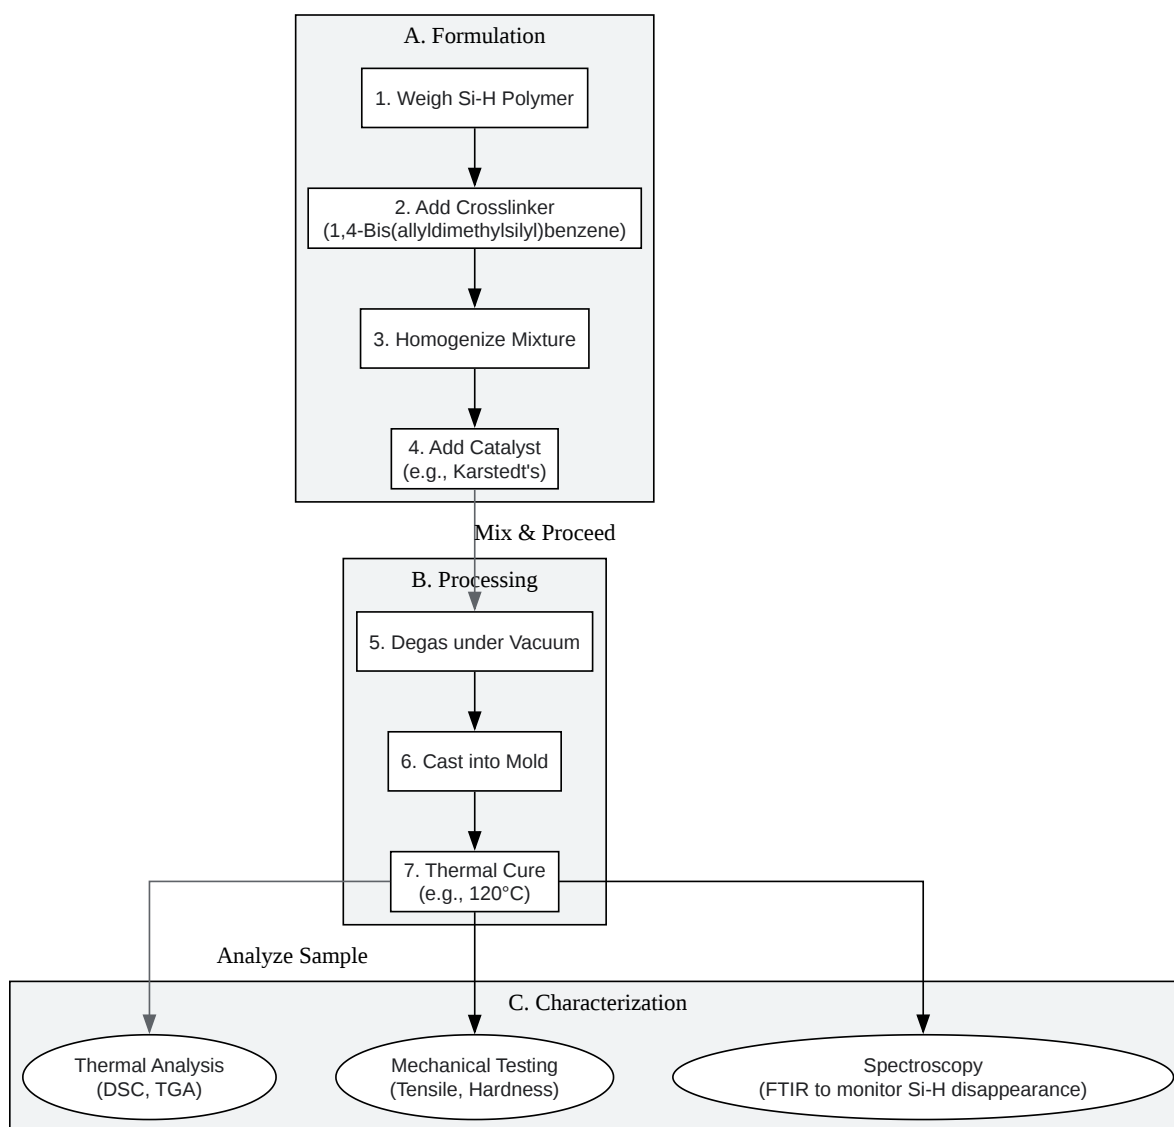 A. Formulation
1. Weigh Si-H Polymer
2. Add Crosslinker
(1,4-Bis(allyldimethylsilyl)benzene)
3. Homogenize Mixture
4. Add Catalyst
(e.g., Karstedt's)
Mix & Proceed
B. Processing
5. Degas under Vacuum
6. Cast into Mold
7. Thermal Cure
(e.g., 120°C)
Analyze Sample
C. Characterization
Thermal Analysis
(DSC, TGA)
Mechanical Testing
(Tensile, Hardness)
Spectroscopy
(FTIR to monitor Si-H disappearance)